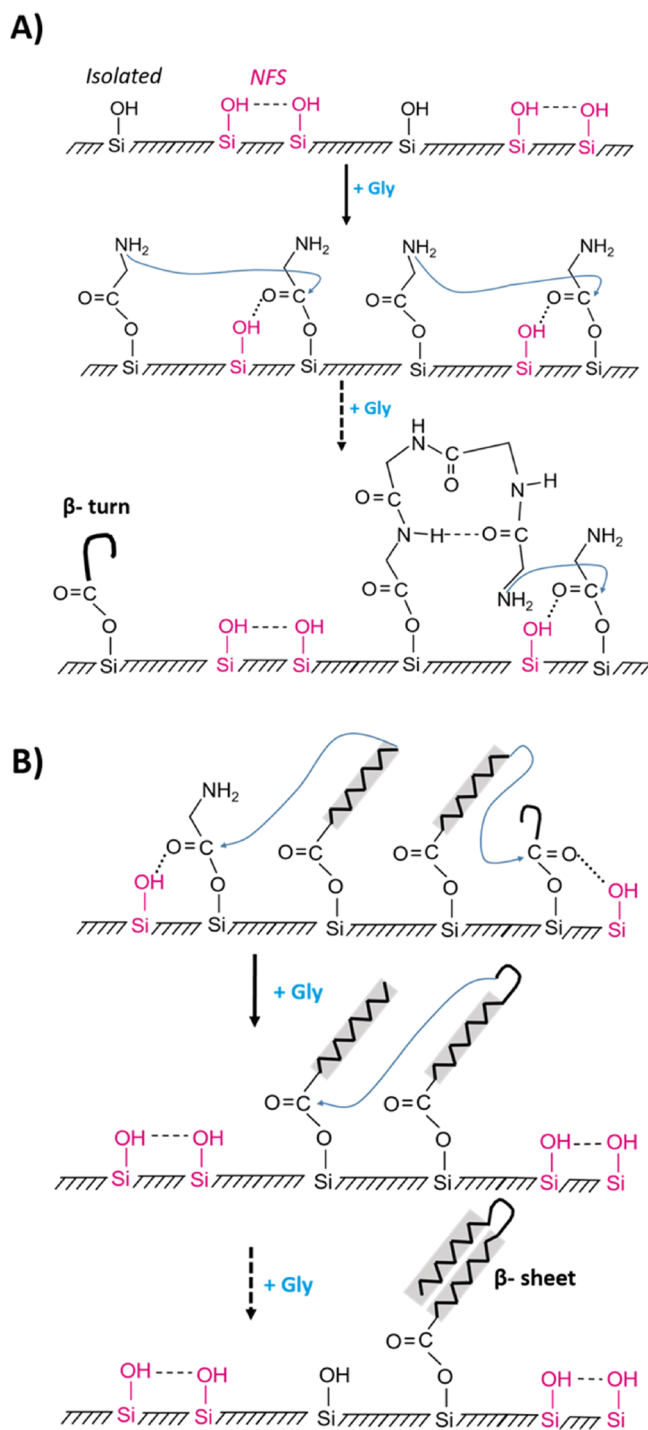 A)
Isolated NFS
OH OH OH OH OH OH
Si Si Si Si Si Si
+ Gly
NH2 NH2 NH2 NH2
O=C O=C O=C O=C
OH O O OH O O
Si Si Si Si Si Si
+ Gly
H
N O
O N-H
β- turn O=C
N-H O=C NH2
O=C O=C NH2 O=C
O OH OH O OH O
Si Si Si Si Si Si
B)
NH2
O=C O=C O=C C=O
OH O O O O OH
Si Si Si Si Si Si
+ Gly
O=C O=C
OH OH O O OH OH
Si Si Si Si Si Si
+ Gly
β- sheet
O=C
OH OH OH O OH OH
Si Si Si Si Si Si